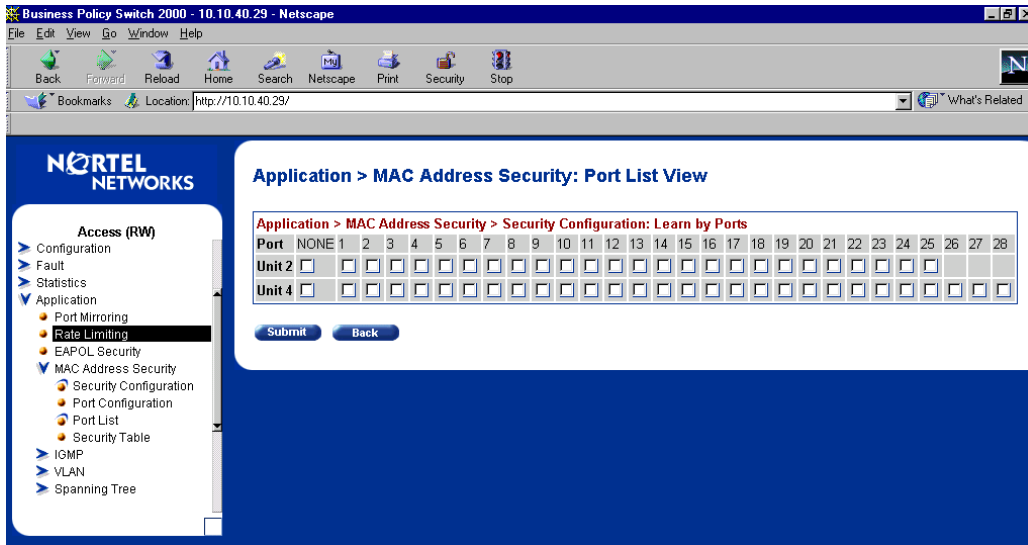 Business Policy Switch 2000 - 10.10.40.29 - Netscape
File Edit View Go Window Help
Back Forward Reload Home Search Netscape Print Security Stop
My
N
Bookmarks Location: http://10.10.40.29/ What's Related
NORTEL
NETWORKS
Access (RW)
Configuration
Fault
Statistics
Application
Port Mirroring
Rate Limiting
EAPOL Security
MAC Address Security
Security Configuration
Port Configuration
Port List
Security Table
IGMP
VLAN
Spanning Tree
Application > MAC Address Security: Port List View
Application > MAC Address Security > Security Configuration: Learn by Ports
Port NONE 1 2 3 4 5 6 7 8 9 10 11 12 13 14 15 16 17 18 19 20 21 22 23 24 25 26 27 28
Unit 2
Unit 4
Submit Back